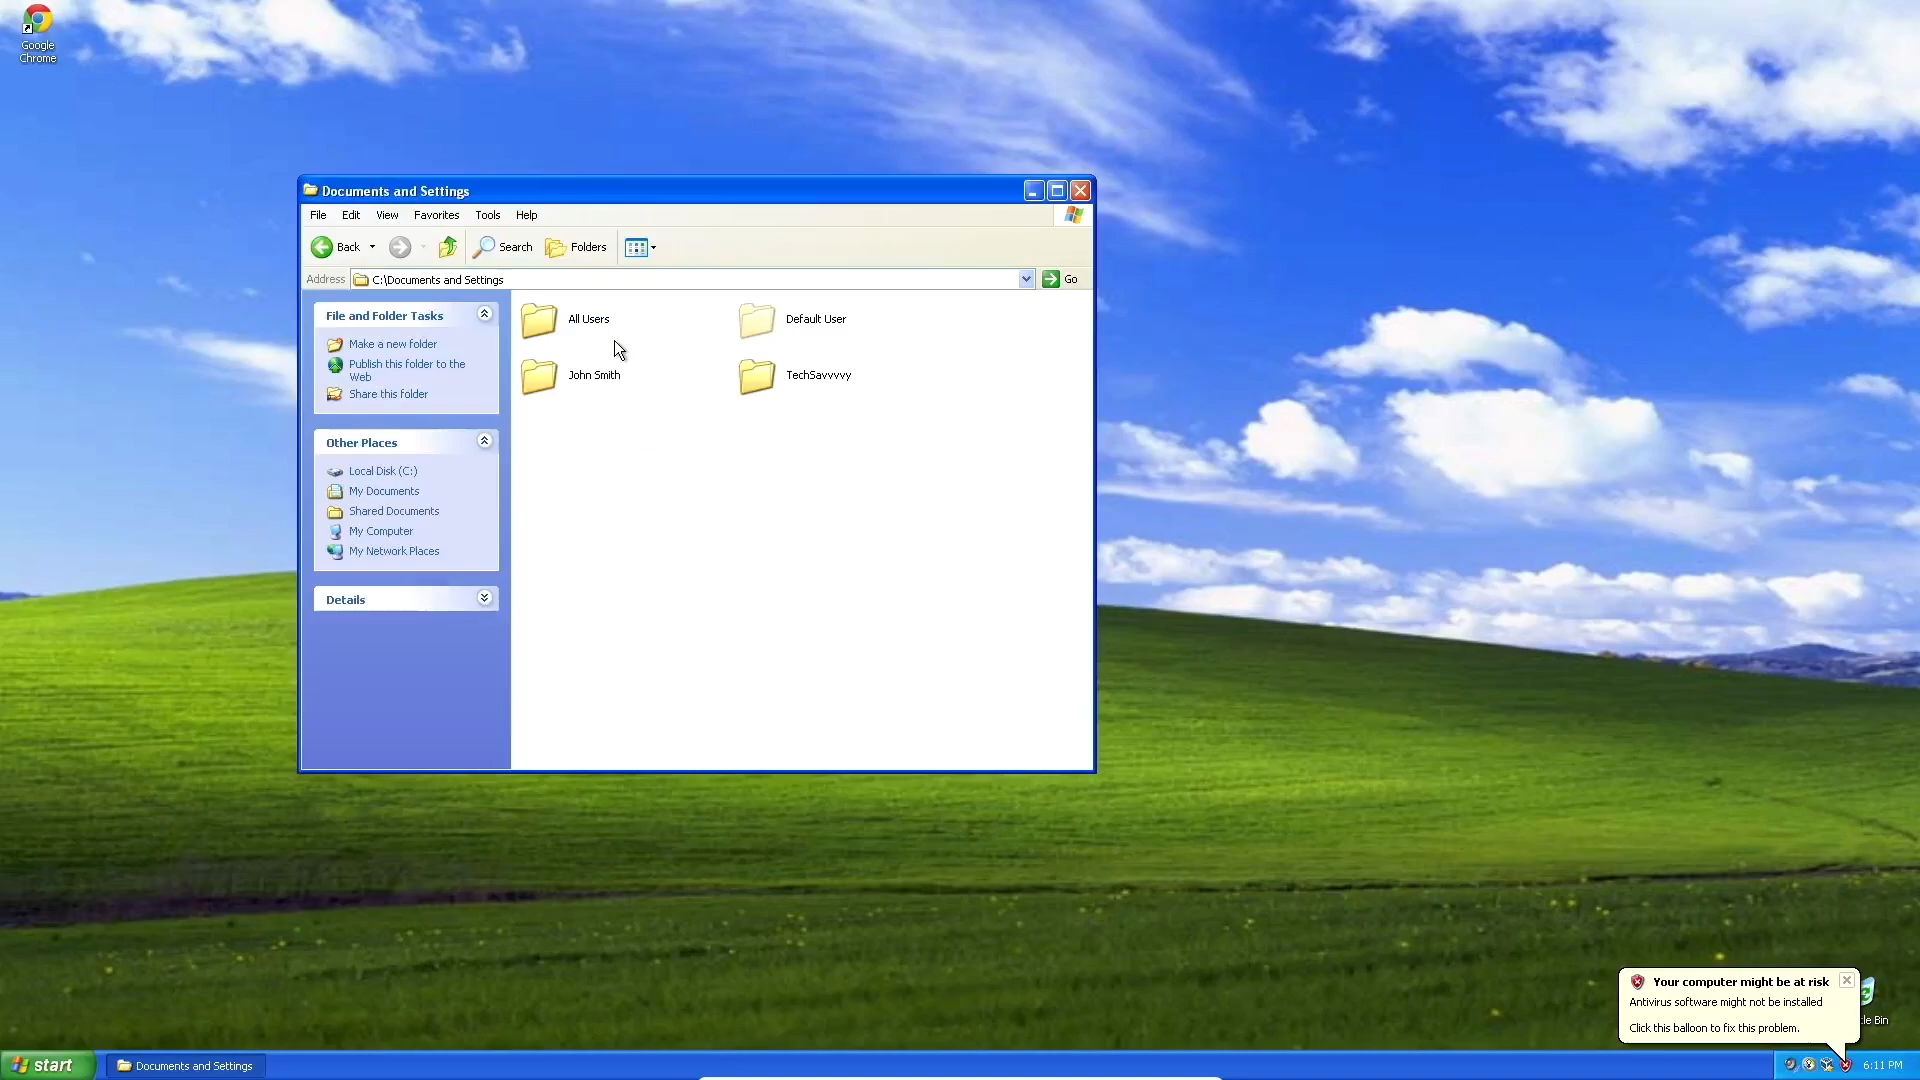 Google
Chrome
Documents and Settings
File Edit View Favorites Tools Help
Back Search Folders
Address C:\Documents and Settings Go
File and Folder Tasks
Make a new folder
Publish this folder to the
Web
Share this folder
Other Places
Local Disk (C:)
My Documents
Shared Documents
My Computer
My Network Places
Details
All Users Default User
John Smith TechSavvvvy
Your computer might be at risk
Antivirus software might not be installed
Click this balloon to fix this problem.
cle Bin
start Documents and Settings 6:11 PM